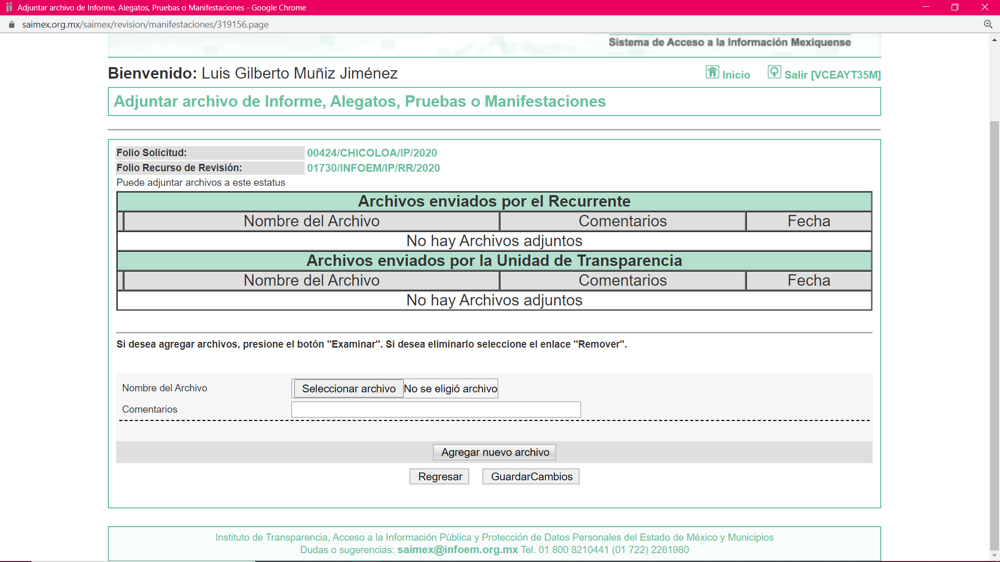 Adjuntar archivo de Informe, Alegatos, Pruebas o Manifestaciones - Google Chrome
saimex.org.mx/saimex/revision/manifestaciones/319156.page
Sistema de Acceso a la Información Mexiquense
Bienvenido: Luis Gilberto Muñiz Jiménez
Inicio
Salir [VCEAYT35M]
Adjuntar archivo de Informe, Alegatos, Pruebas o Manifestaciones
Folio Solicitud: 00424/CHICOLOA/IP/2020
Folio Recurso de Revisión: 01730/INFOEM/IP/RR/2020
Puede adjuntar archivos a este estatus
Archivos enviados por el Recurrente
Nombre del Archivo Comentarios Fecha
No hay Archivos adjuntos
Archivos enviados por la Unidad de Transparencia
Nombre del Archivo Comentarios Fecha
No hay Archivos adjuntos
Si desea agregar archivos, presione el botón "Examinar". Si desea eliminarlo seleccione el enlace "Remover".
Nombre del Archivo Seleccionar archivo No se eligió archivo
Comentarios
Agregar nuevo archivo
Regresar GuardarCambios
Instituto de Transparencia, Acceso a la Información Pública y Protección de Datos Personales del Estado de México y Municipios
Dudas o sugerencias: saimex@infoem.org.mx Tel. 01 800 8210441 (01 722) 2261980